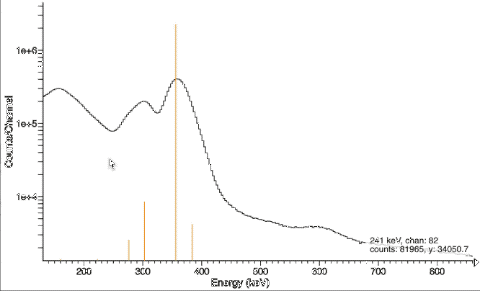 1e+6
1e+5
1e+4
Counts/Channel
241 keV, chan: 82
counts: 81965, y: 34050.7
200
300
400
500
300
700
800
Energy (keV)